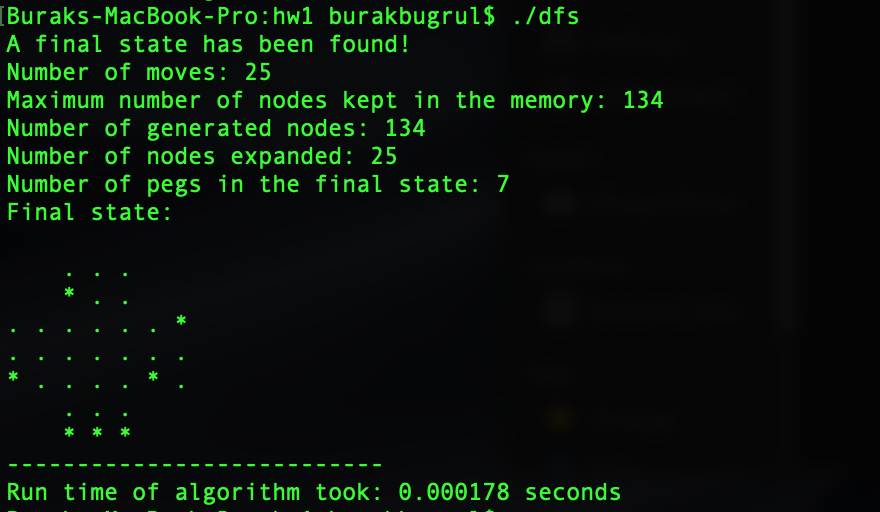 [Buraks-MacBook-Pro:hw1 burakbugrul$ ./dfs
A final state has been found!
Number of moves: 25
Maximum number of nodes kept in the memory: 134
Number of generated nodes: 134
Number of nodes expanded: 25
Number of pegs in the final state: 7
Final state:
    . . .
    * . .
. . . . . . *
. . . . . . .
* . . . . * .
    . . .
    * * *
---------------------------
Run time of algorithm took: 0.000178 seconds